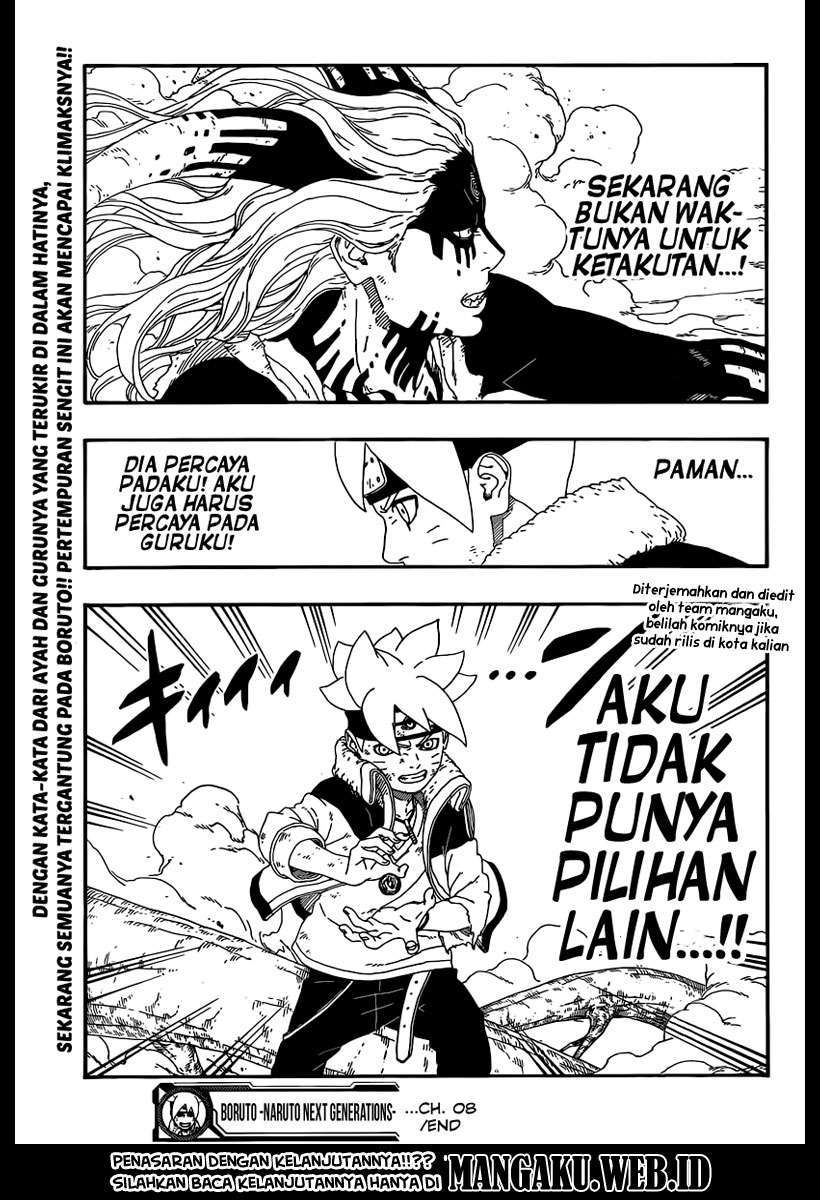 DENGAN KATA-KATA DARI AYAH DAN GURUNYA YANG TERUKIR DI DALAM HATINYA,
SEKARANG SEMUANYA TERGANTUNG PADA BORUTO!! PERTEMPURAN SENGIT INI AKAN MENCAPAI KLIMAKSNYA!!
SEKARANG
BUKAN WAK-
TUNYA UNTUK
KETAKUTAN...!
PAMAN...
DIA PERCAYA
PADAKU! AKU
JUGA HARUS
PERCAYA PADA
GURUKU!
Diterjemahkan dan diedit
oleh team mangaku,
belilah komiknya jika
sudah rilis di kota kalian
キィィィ…ン
AKU
TIDAK
PUNYA
PILIHAN
LAIN...!!
BORUTO -NARUTO NEXT GENERATIONS- ...CH. 08
/END
PENASARAN DENGAN KELANJUTANNYA!!??
SILAHKAN BACA KELANJUTANNYA HANYA DI MANGAKU.WEB.ID